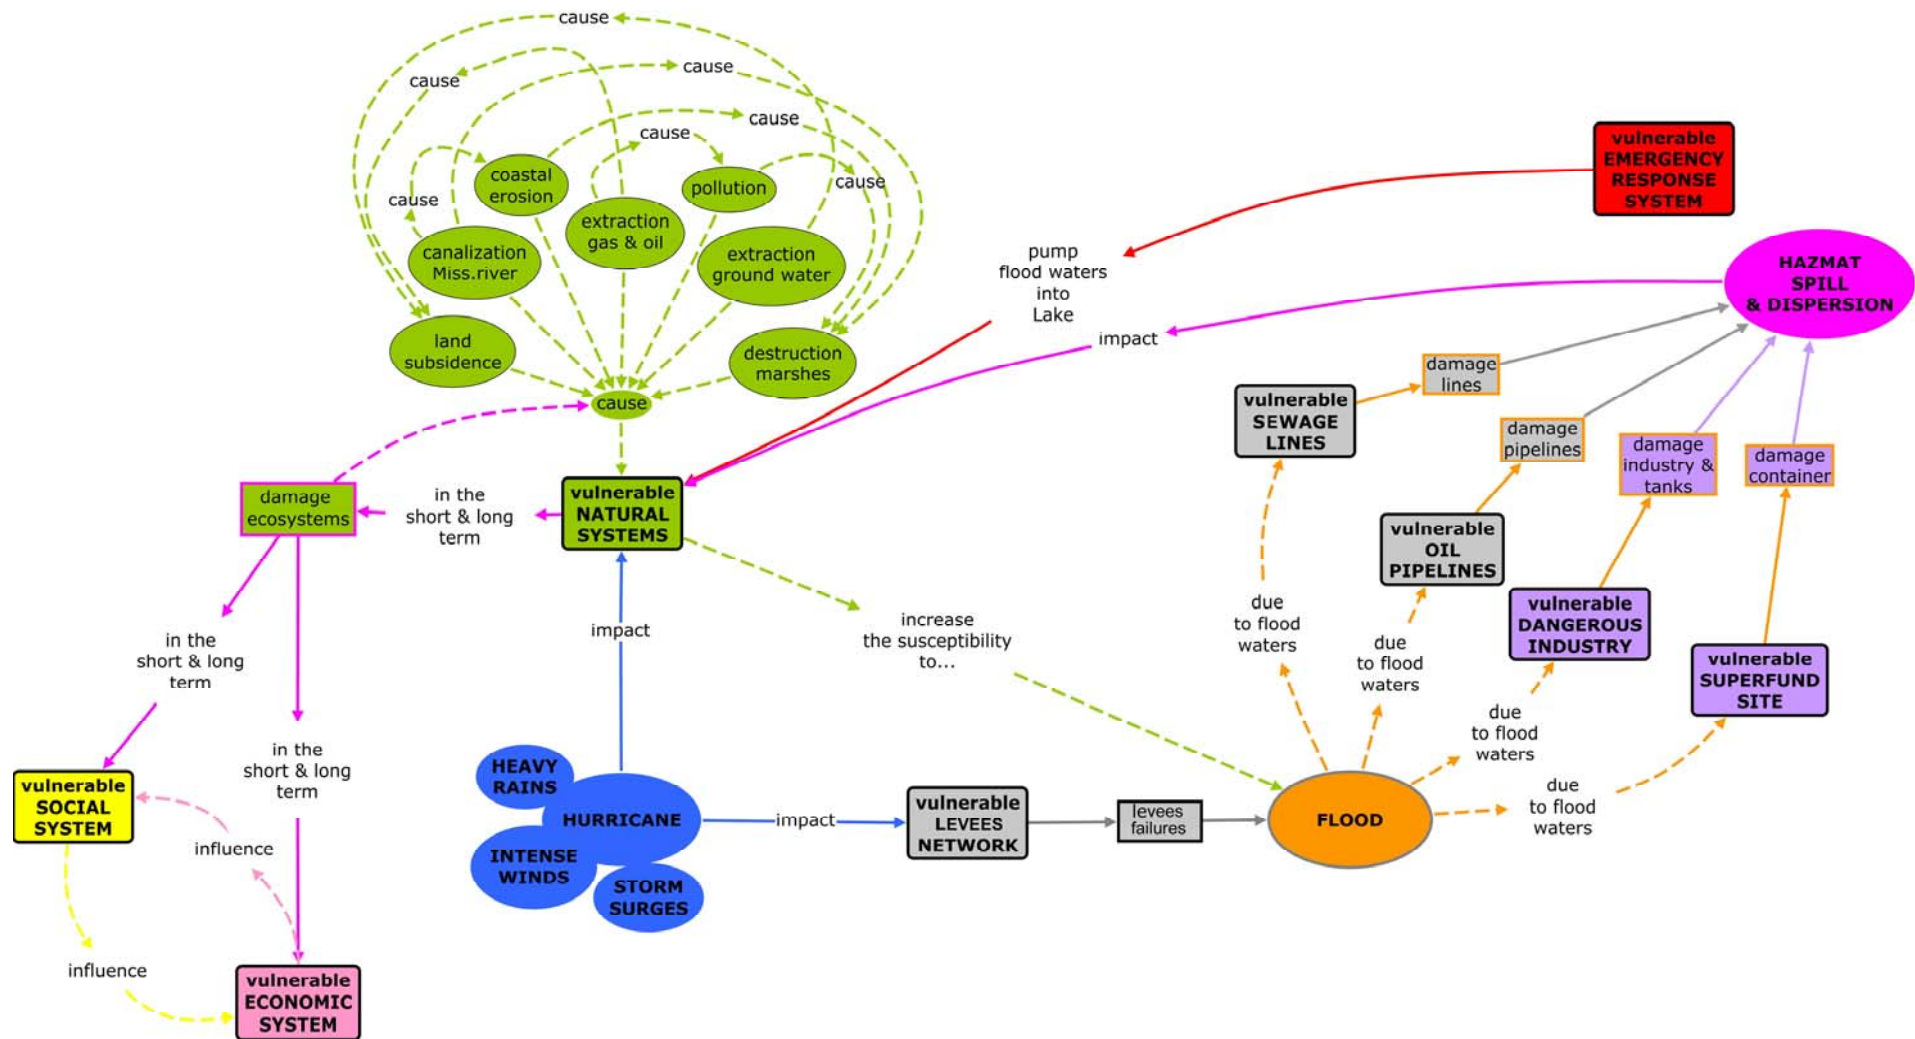 cause
cause
cause
cause
cause
cause
cause
coastal
erosion
pollution
extraction
gas & oil
canalization
Miss.river
extraction
ground water
land
subsidence
destruction
marshes
cause
vulnerable
EMERGENCY
RESPONSE
SYSTEM
pump
flood waters
into
Lake
HAZMAT
SPILL
& DISPERSION
impact
damage
lines
vulnerable
SEWAGE
LINES
damage
pipelines
damage
industry &
tanks
damage
container
damage
ecosystems
in the
short & long
term
vulnerable
NATURAL
SYSTEMS
vulnerable
OIL
PIPELINES
vulnerable
DANGEROUS
INDUSTRY
vulnerable
SUPERFUND
SITE
due
to flood
waters
due
to flood
waters
due
to flood
waters
due
to flood
waters
impact
increase
the susceptibility
to...
in the
short & long
term
in the
short & long
term
vulnerable
SOCIAL
SYSTEM
influence
influence
vulnerable
ECONOMIC
SYSTEM
HEAVY
RAINS
HURRICANE
INTENSE
WINDS
STORM
SURGES
impact
vulnerable
LEVEES
NETWORK
levees
failures
FLOOD